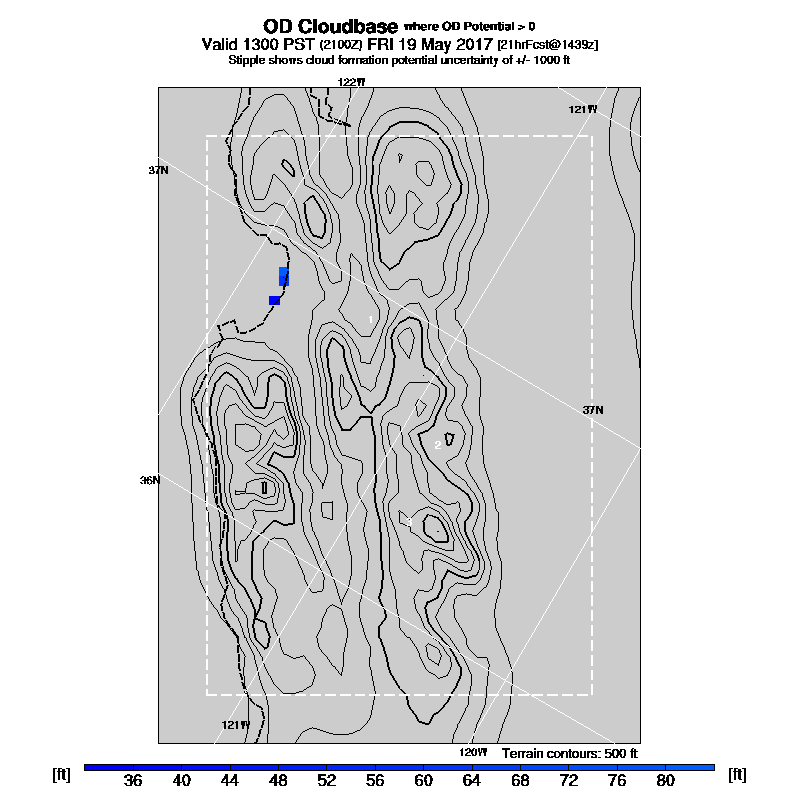 OD Cloudbase where OD Potential > 0
Valid 1300 PST (2100Z) FRI 19 May 2017 [21hrFcst@1439z]
Stipple shows cloud formation potential uncertainty of +/- 1000 ft
122W
121W
37N
1
37N
2
36N
3
121W
120W Terrain contours: 500 ft
[ft] 36 40 44 48 52 56 60 64 68 72 76 80 [ft]